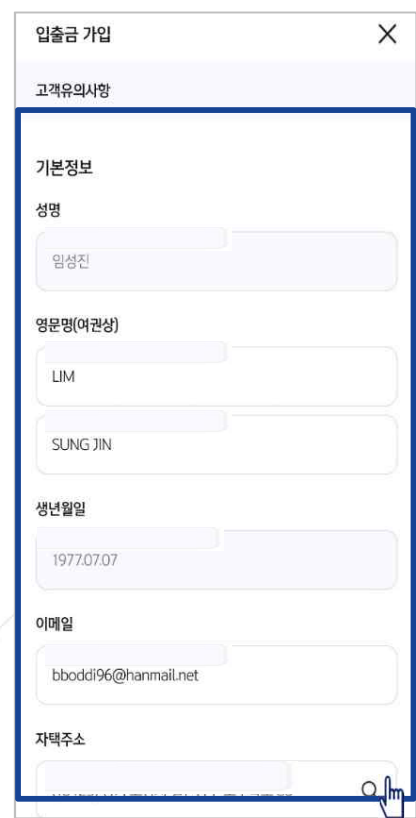 입출금 가입
고객유의사항
기본정보
성명
임성진
영문명(여권상)
LIM
SUNG JIN
생년월일
1977.07.07
이메일
bboddi96@hanmail.net
자택주소